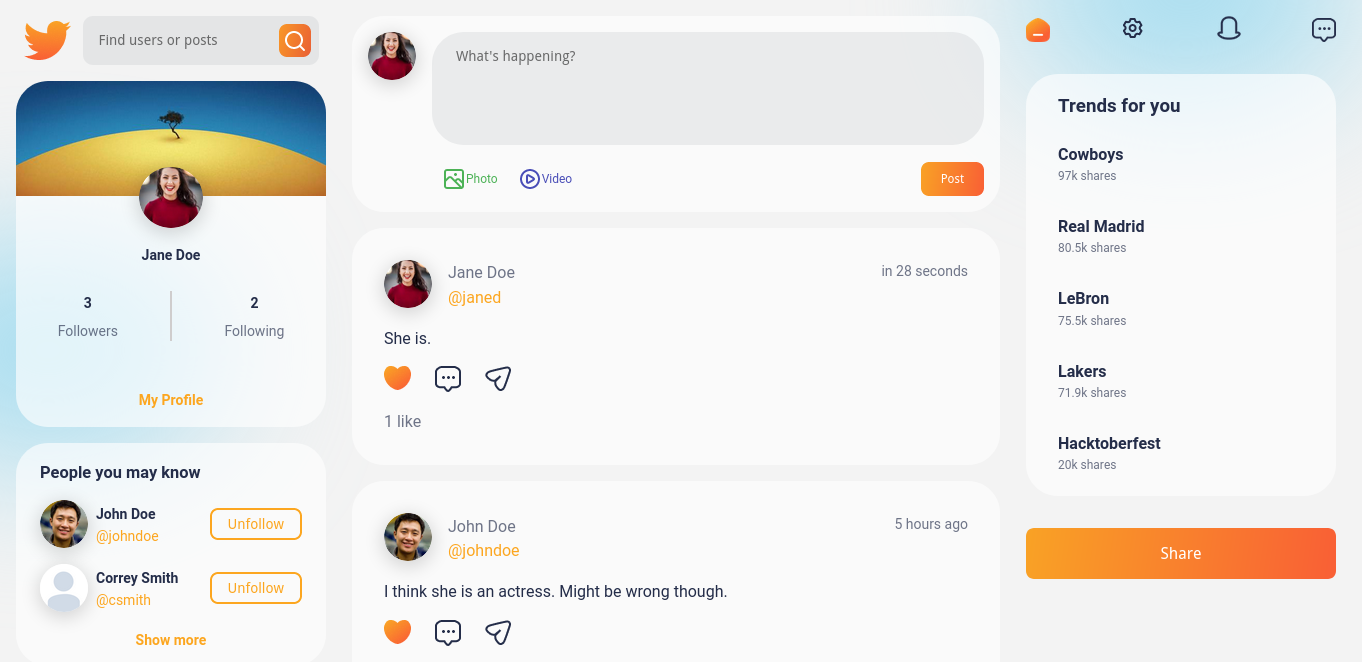 Find users or posts
Jane Doe
3
2
Followers
Following
My Profile
People you may know
John Doe
@johndoe
Unfollow
Correy Smith
@csmith
Unfollow
Show more
What's happening?
Photo
Video
Post
Jane Doe
@janed
in 28 seconds
She is.
1 like
John Doe
@johndoe
5 hours ago
I think she is an actress. Might be wrong though.
Trends for you
Cowboys
97k shares
Real Madrid
80.5k shares
LeBron
75.5k shares
Lakers
71.9k shares
Hacktoberfest
20k shares
Share